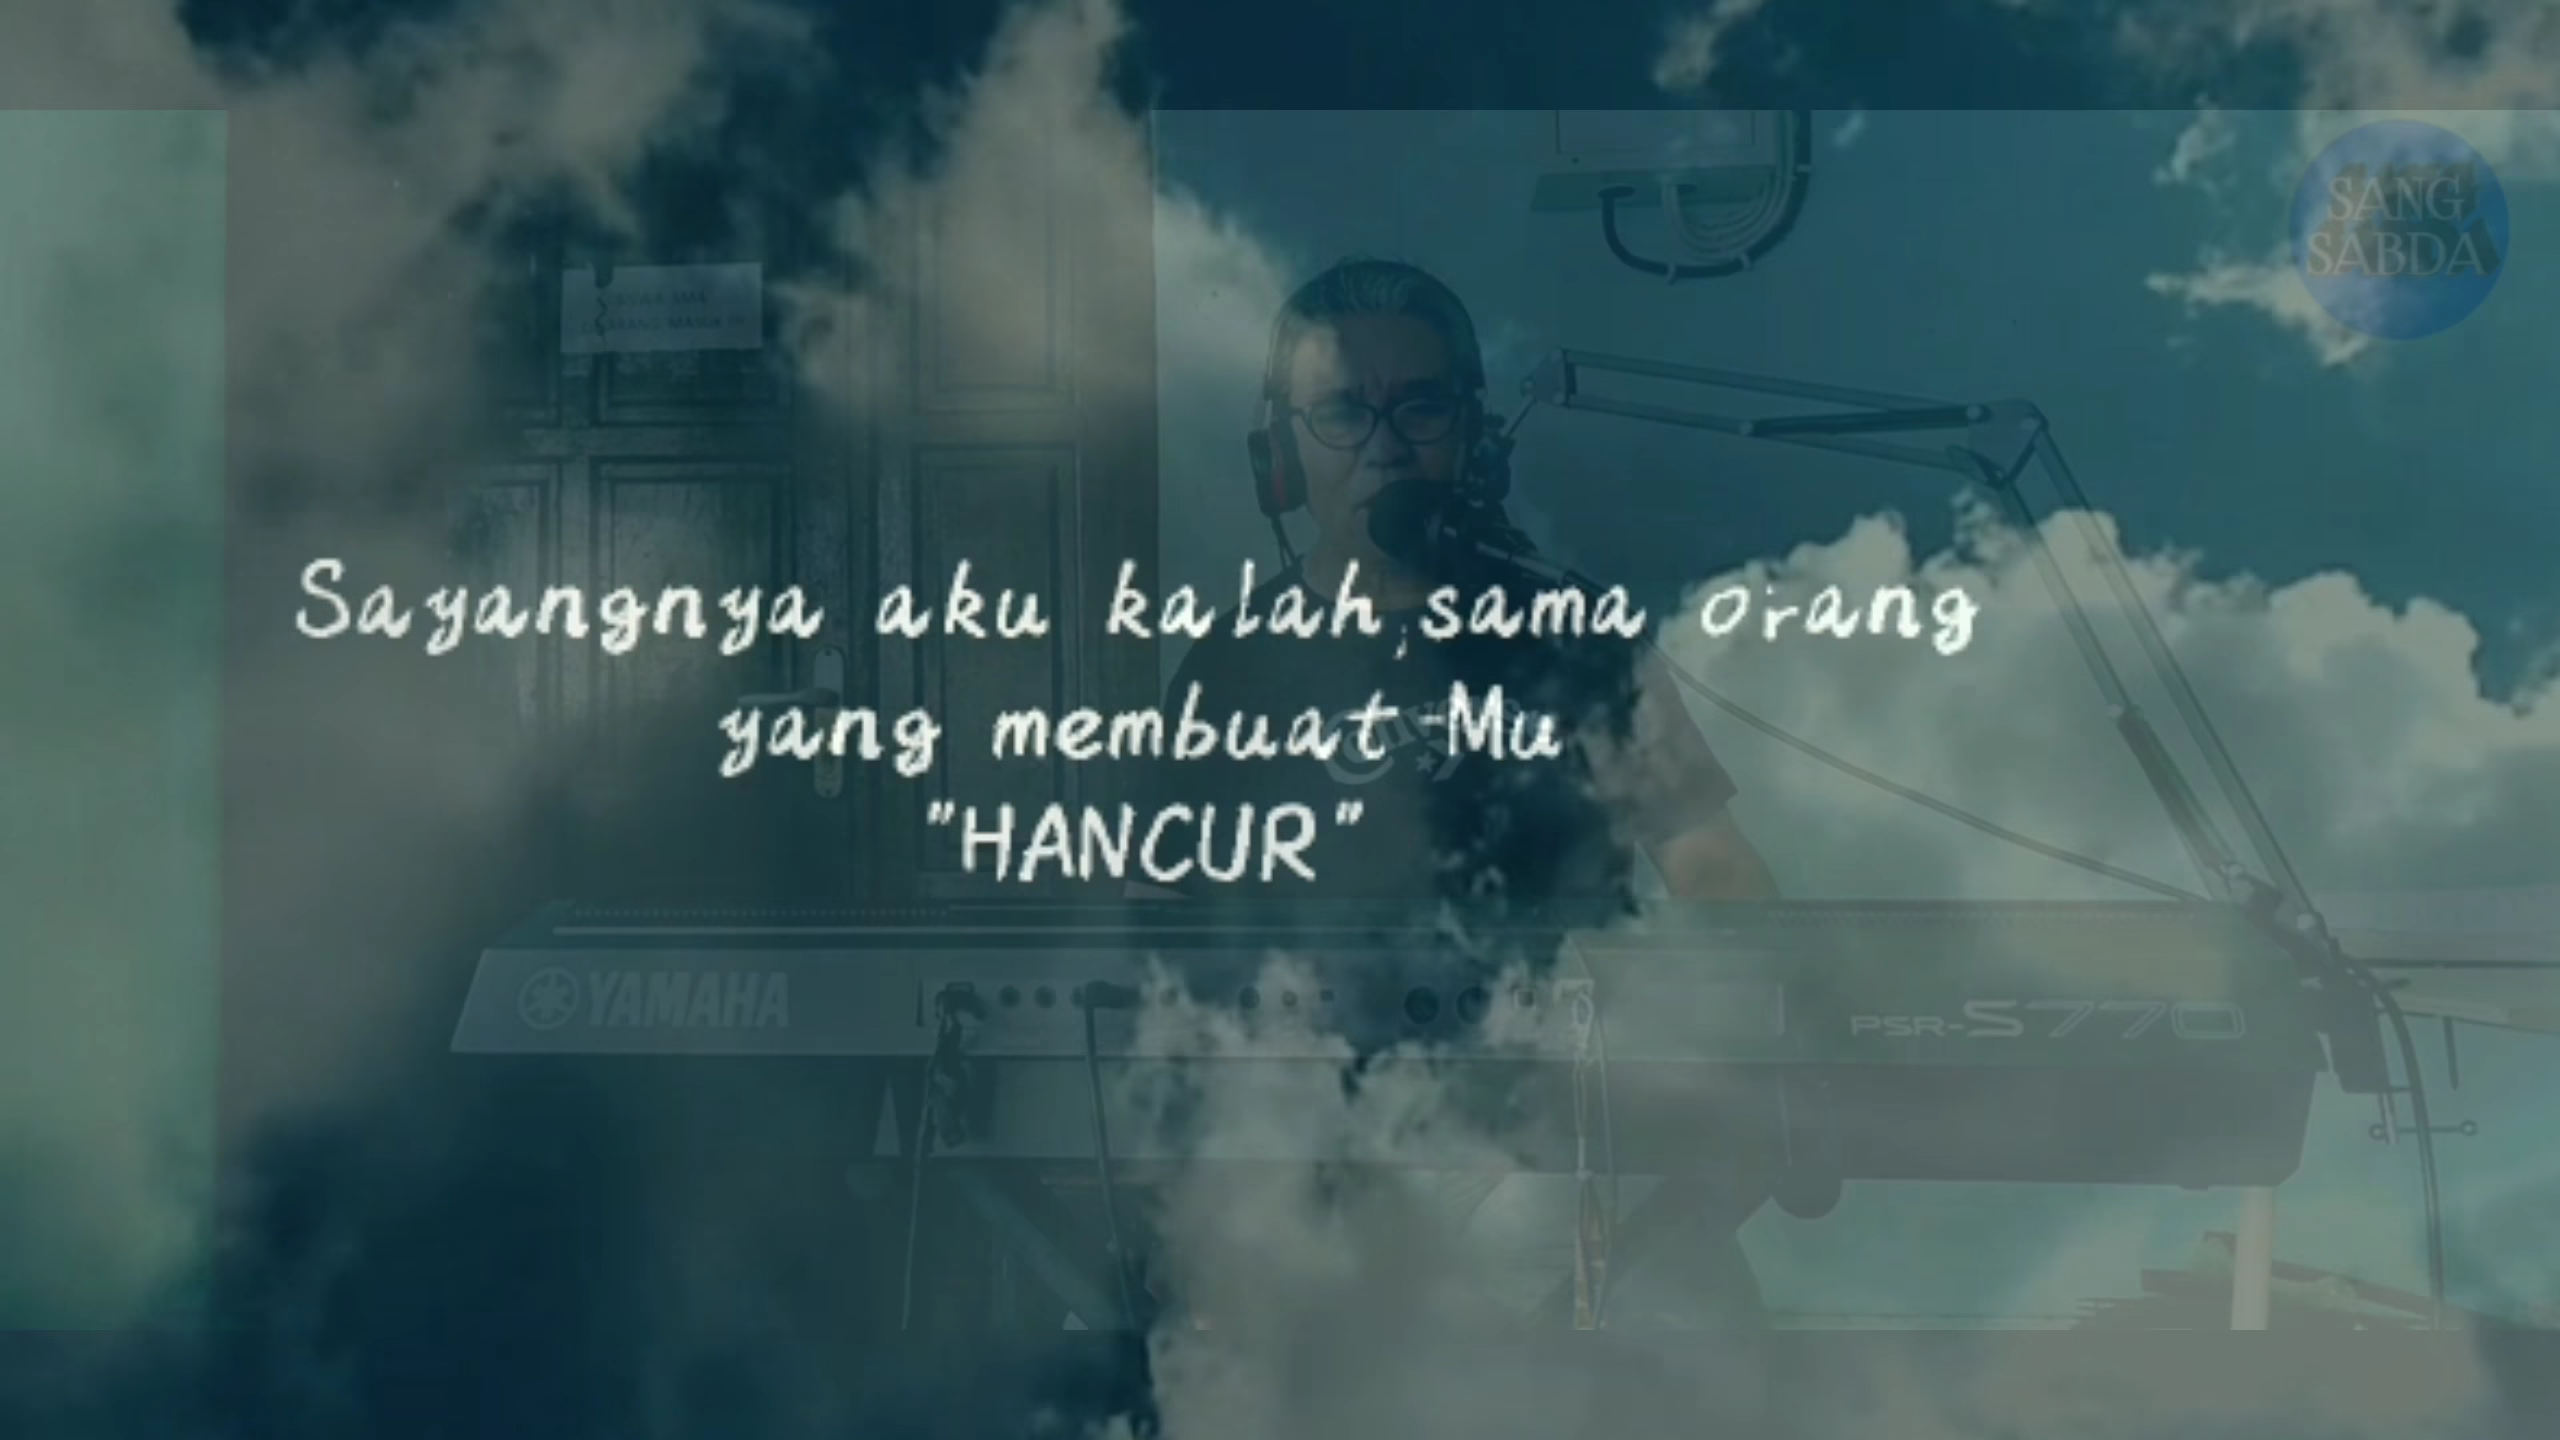 SANG
SABDA
Sayangnya aku kalah,sama orang
yang membuat-Mu
"HANCUR"
YAMAHA
PSR-S770